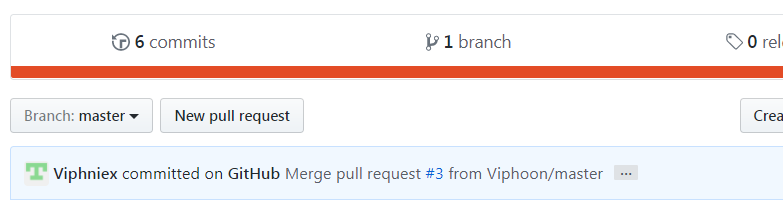 6 commits
1 branch
0
Branch: master
New pull request
Viphniex committed on GitHub Merge pull request #3 from Viphoon/master ...